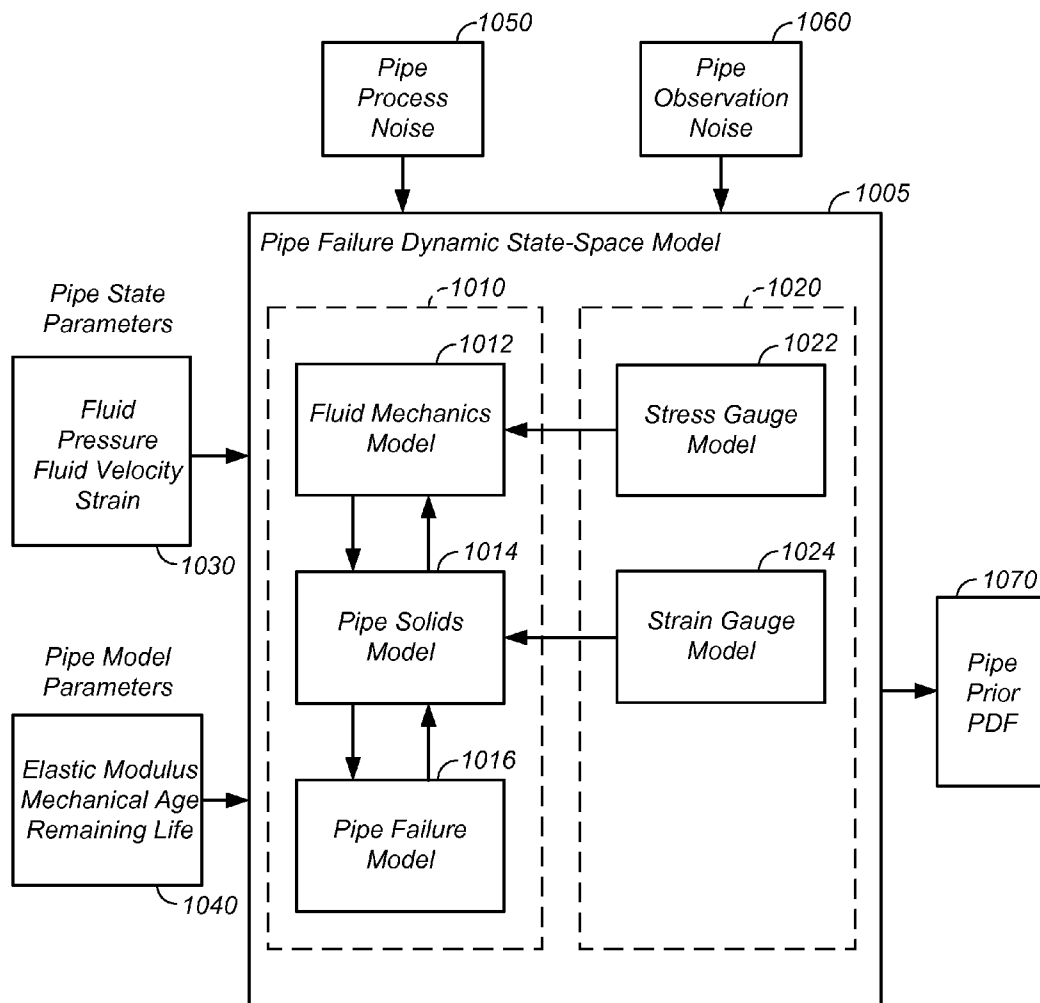 1050
1060
Pipe
Process
Noise
Pipe
Observation
Noise
1005
Pipe Failure Dynamic State-Space Model
Pipe State
Parameters
1010
1020
1012
1022
Fluid
Pressure
Fluid Velocity
Strain
Fluid Mechanics
Model
Stress Gauge
Model
1030
1014
1024
1070
Pipe Solids
Model
Strain Gauge
Model
Pipe
Prior
PDF
Pipe Model
Parameters
1016
Elastic Modulus
Mechanical Age
Remaining Life
Pipe Failure
Model
1040